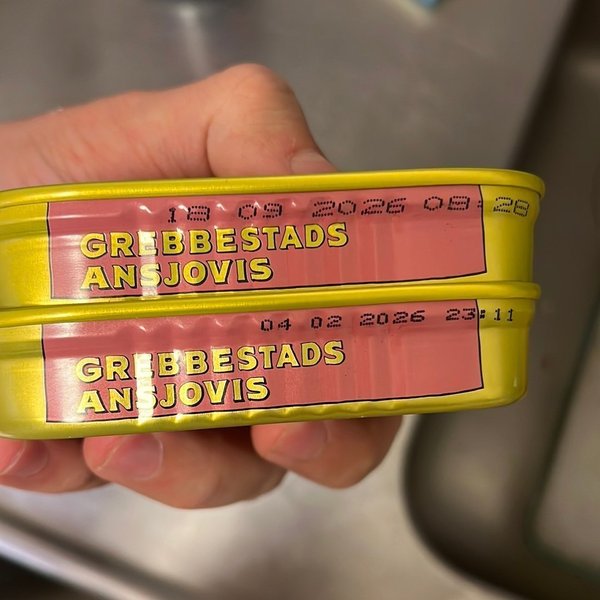 18 09 2026 08:28
GREBBESTADS
ANSJOVIS
04 02 2026 23:11
GREBBESTADS
ANSJOVIS